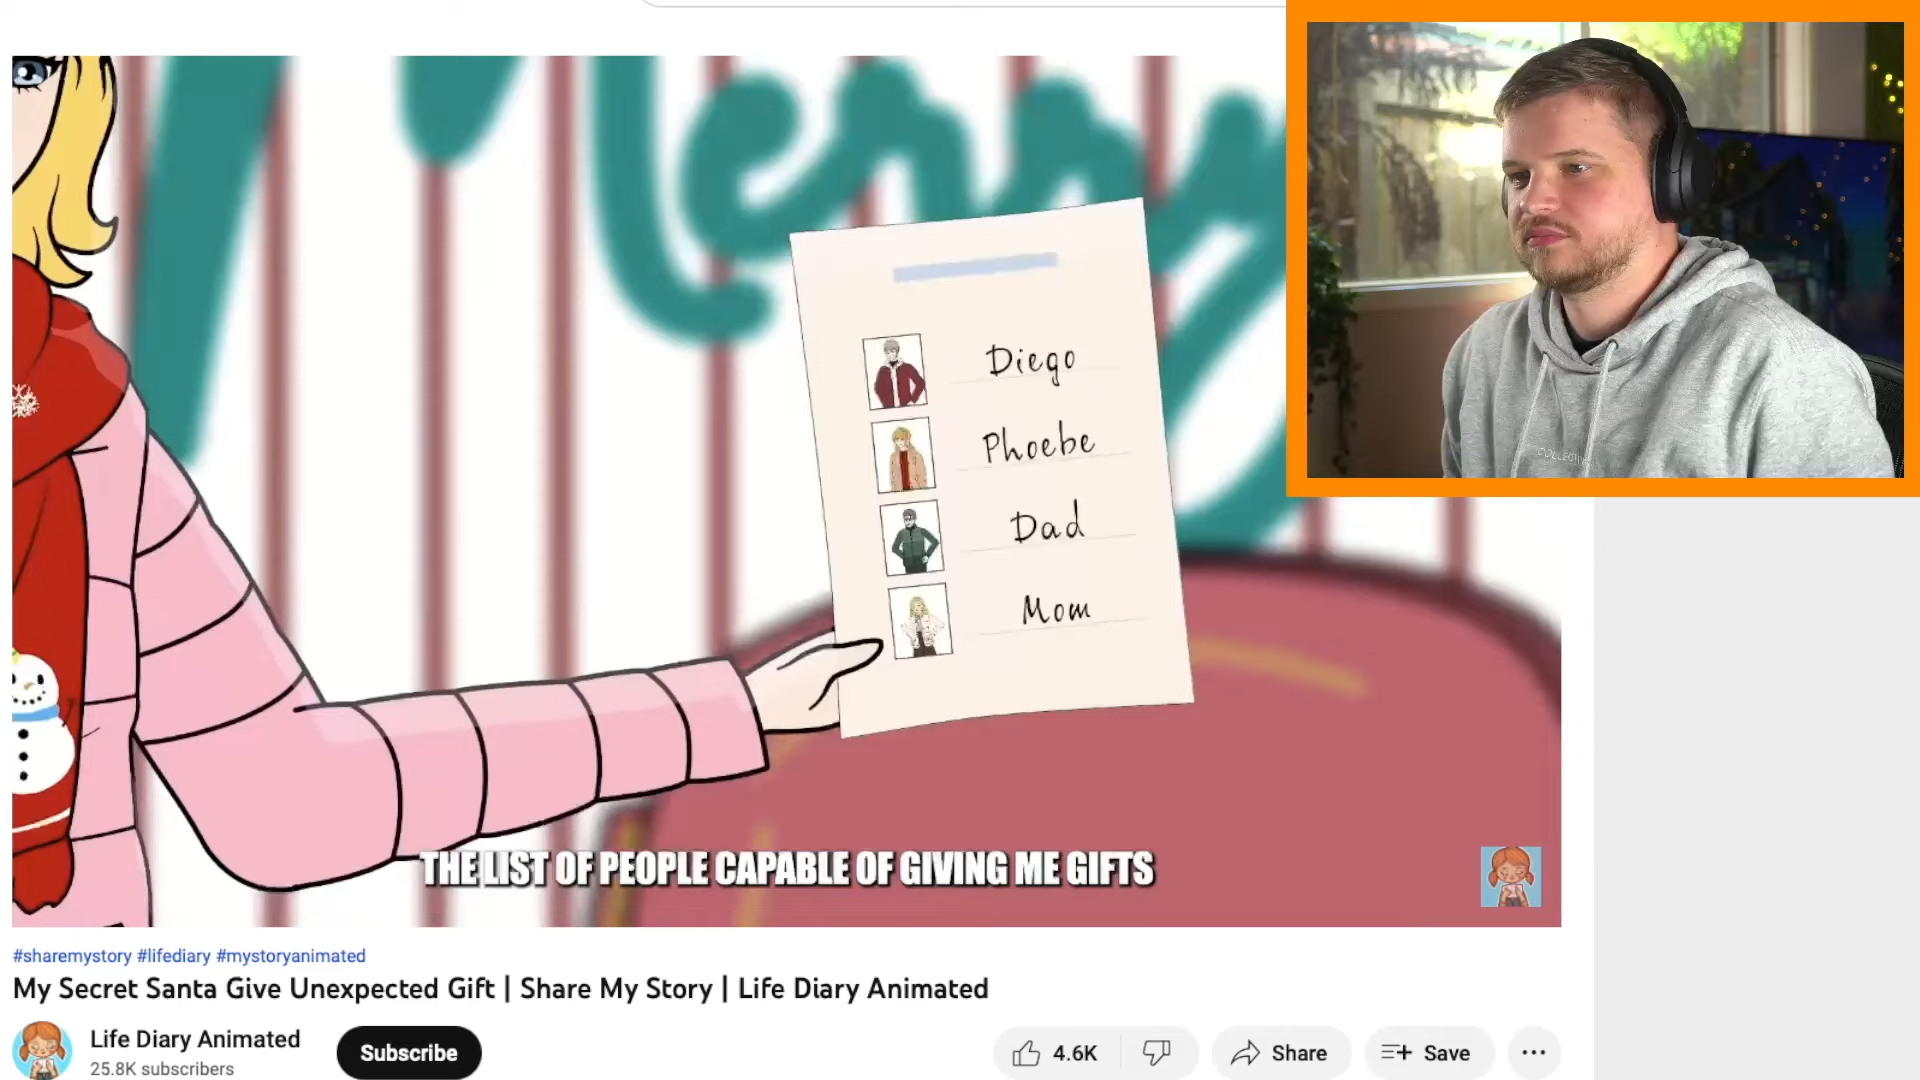 Merry
Diego
Phoebe
Dad
Mom
THE LIST OF PEOPLE CAPABLE OF GIVING ME GIFTS
#sharemystory #lifediary #mystoryanimated
My Secret Santa Give Unexpected Gift | Share My Story | Life Diary Animated
Life Diary Animated
25.8K subscribers
Subscribe
4.6K
Share
Save